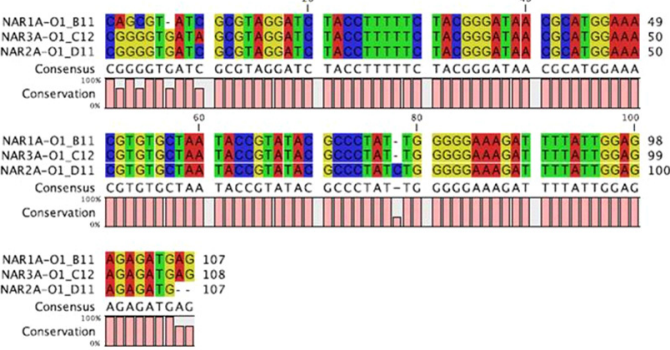 NAR1A-O1_B11 CAGCGT-ATC GCGTAGGATC TACCTTTTTC TACGGGATAA CGCATGGAAA 49
NAR3A-O1_C12 CGGGGTGATA GCGTAGGATC TACCTTTTTC TACGGGATAA CGCATGGAAA 50
NAR2A-O1_D11 CGGGGTGATC GCGTAGGATC TACCTTTTTC TACGGGATAA CGCATGGAAA 50
Consensus CGGGGTGATC GCGTAGGATC TACCTTTTTC TACGGGATAA CGCATGGAAA
100%
Conservation
0%
60 80 100
NAR1A-O1_B11 CGTGTGCTAA TACCGTATAC GCCCTAT-TG GGGGAAAGAT TTTATTGGAG 98
NAR3A-O1_C12 CGTGTGCTAA TACCGTATAC GCCCTAT-TG GGGGAAAGAT TTTATTGGAG 99
NAR2A-O1_D11 CGTGTGCTAA TACCGTATAC GCCCTATCTG GGGGAAAGAT TTTATTGGAG 100
Consensus CGTGTGCTAA TACCGTATAC GCCCTAT-TG GGGGAAAGAT TTTATTGGAG
100%
Conservation
0%
NAR1A-O1_B11 AGAGATGAG 107
NAR3A-O1_C12 AGAGATGAG 108
NAR2A-O1_D11 AGAGATG-- 107
Consensus AGAGATGAG
100%
Conservation
0%